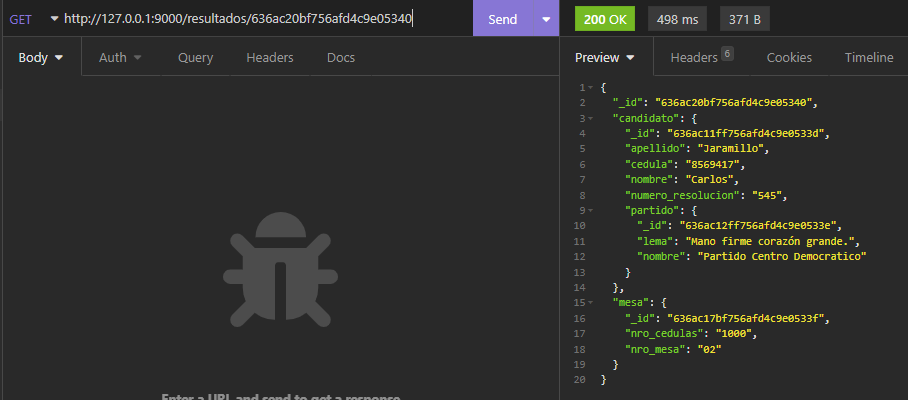 GET http://127.0.0.1:9000/resultados/636ac20bf756afd4c9e05340 Send 200 OK 498 ms 371 B
Body Auth Query Headers Docs Preview Headers 6 Cookies Timeline
1 {
2 "_id": "636ac20bf756afd4c9e05340",
3 "candidato": {
4 "_id": "636ac11ff756afd4c9e0533d",
5 "apellido": "Jaramillo",
6 "cedula": "8569417",
7 "nombre": "Carlos",
8 "numero_resolucion": "545",
9 "partido": {
10 "_id": "636ac12ff756afd4c9e0533e",
11 "lema": "Mano firme corazón grande.",
12 "nombre": "Partido Centro Democratico"
13 }
14 },
15 "mesa": {
16 "_id": "636ac17bf756afd4c9e0533f",
17 "nro_cedulas": "1000",
18 "nro_mesa": "02"
19 }
20 }
Enter a URL and send to get a response